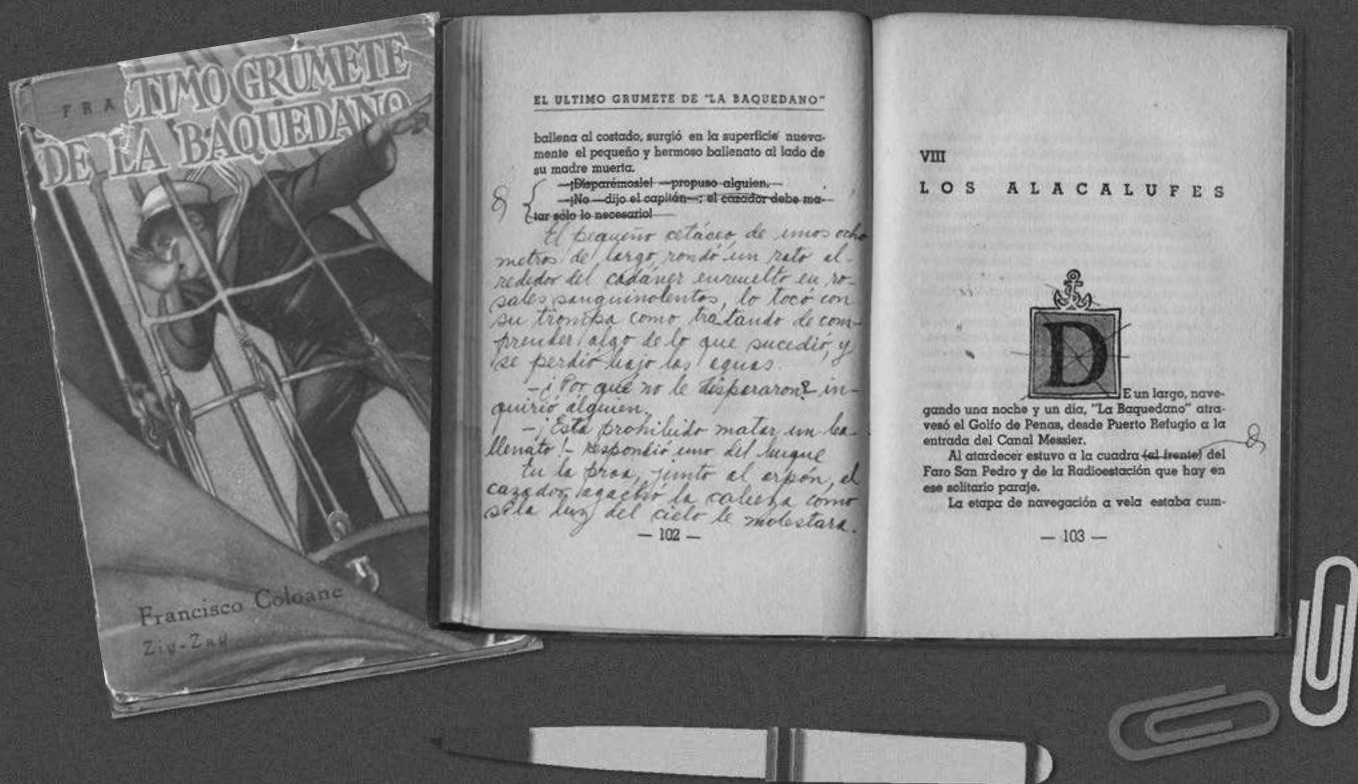 FRA
TIMO GRUMETE
DE LA BAQUEDANO
Francisco Coloane
Zig-Zag
EL ULTIMO GRUMETE DE "LA BAQUEDANO"
ballena al costado, surgió en la superficie nueva-
mente el pequeño y hermoso ballenato al lado de
su madre muerta.
—¡Disparémosle! —propuso alguien.
—¡No —dijo el capitán—; el cazador debe ma-
tar sólo lo necesario!
El pequeño cetáceo, de unos ocho
metros de largo, rondó un rato al-
rededor del cadáver envuelto en ro-
sales sanguinolentos, lo tocó con
su trompa como tratando de com-
prender algo de lo que sucedió y
se perdió bajo las aguas.
—¿Por qué no le dispararon? in-
quirió alguien.
—¡Está prohibido matar un ba-
llenato! - respondió uno del buque
En la proa, junto al arpón, el
cazador agachó la cabeza como
si la luz del cielo le molestara.
— 102 —
VIII
LOS ALACALUFES
D
E un largo, nave-
gando una noche y un día, "La Baquedano" atra-
vesó el Golfo de Penas, desde Puerto Refugio a la
entrada del Canal Messier.
Al atardecer estuvo a la cuadra (al frente) del
Faro San Pedro y de la Radioestación que hay en
ese solitario paraje.
La etapa de navegación a vela estaba cum-
— 103 —